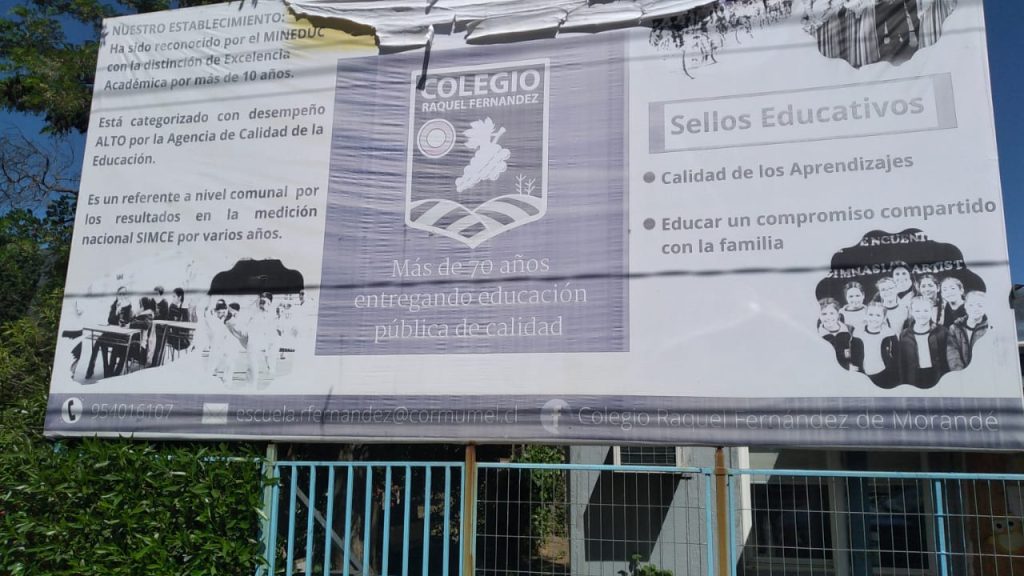 NUESTRO ESTABLECIMIENTO:
Ha sido reconocido por el MINEDUC
con la distinción de Excelencia
Académica por más de 10 años.
Está categorizado con desempeño
ALTO por la Agencia de Calidad de la
Educación.
Es un referente a nivel comunal por
los resultados en la medición
nacional SIMCE por varios años.
COLEGIO
RAQUEL FERNANDEZ
Más de 70 años
entregando educación
pública de calidad
Sellos Educativos
Calidad de los Aprendizajes
Educar un compromiso compartido
con la familia
954016107
escuela.rfernandez@cormumel.cl
Colegio Raquel Fernández de Morandé